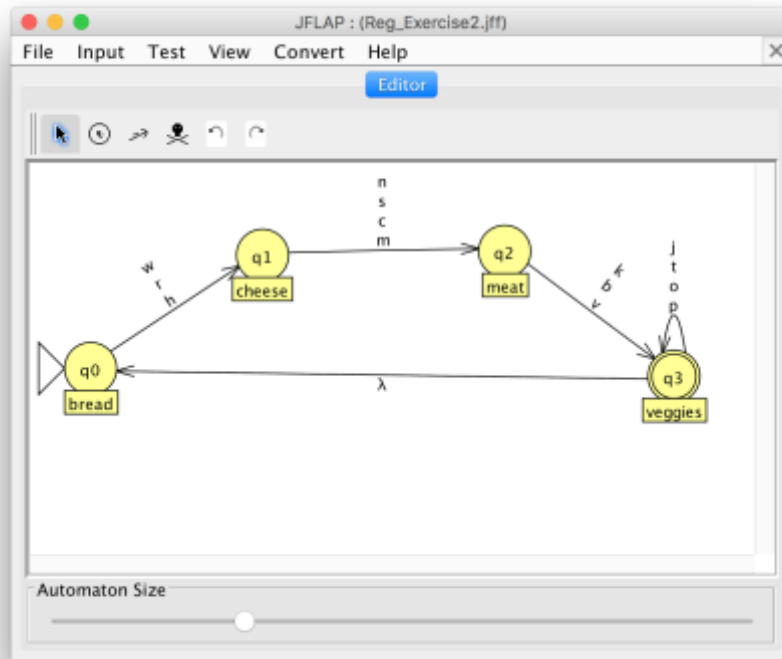 JFLAP : (Reg_Exercise2.jff)
File Input Test View Convert Help
Editor
n
s
c
m
w
r
h
q1
cheese
q2
meat
k
b
v
j
t
o
p
q0
bread
λ
q3
veggies
Automaton Size